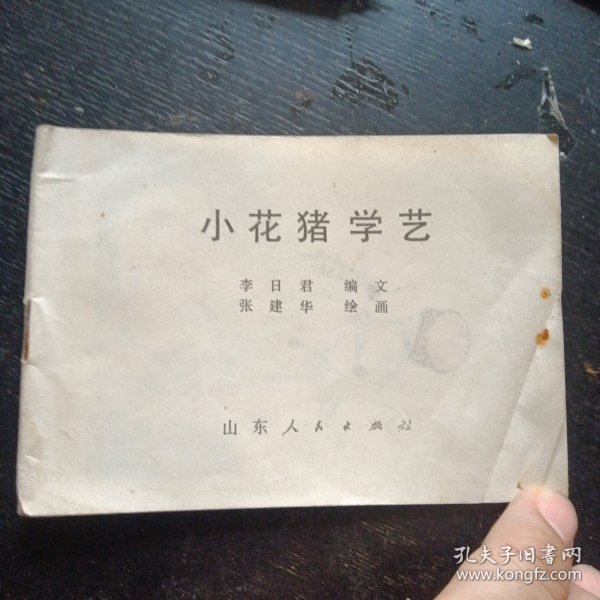 小花猪学艺
李日君 编文
张建华 绘画
山东人民出版社
孔夫子旧书网
www.kongfz.com